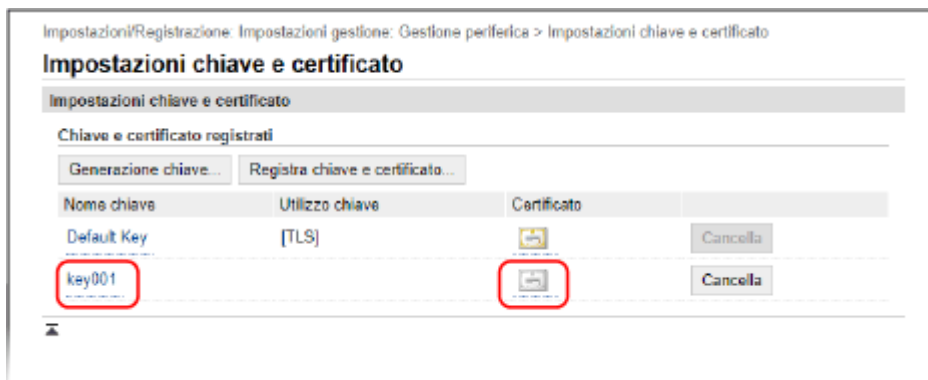 Impostazioni/Registrazione: Impostazioni gestione: Gestione periferica > Impostazioni chiave e certificato
Impostazioni chiave e certificato
Impostazioni chiave e certificato
Chiave e certificato registrati
Generazione chiave... Registra chiave e certificato...
Nome chiave Utilizzo chiave Certificato
Default Key [TLS] Cancella
key001 Cancella